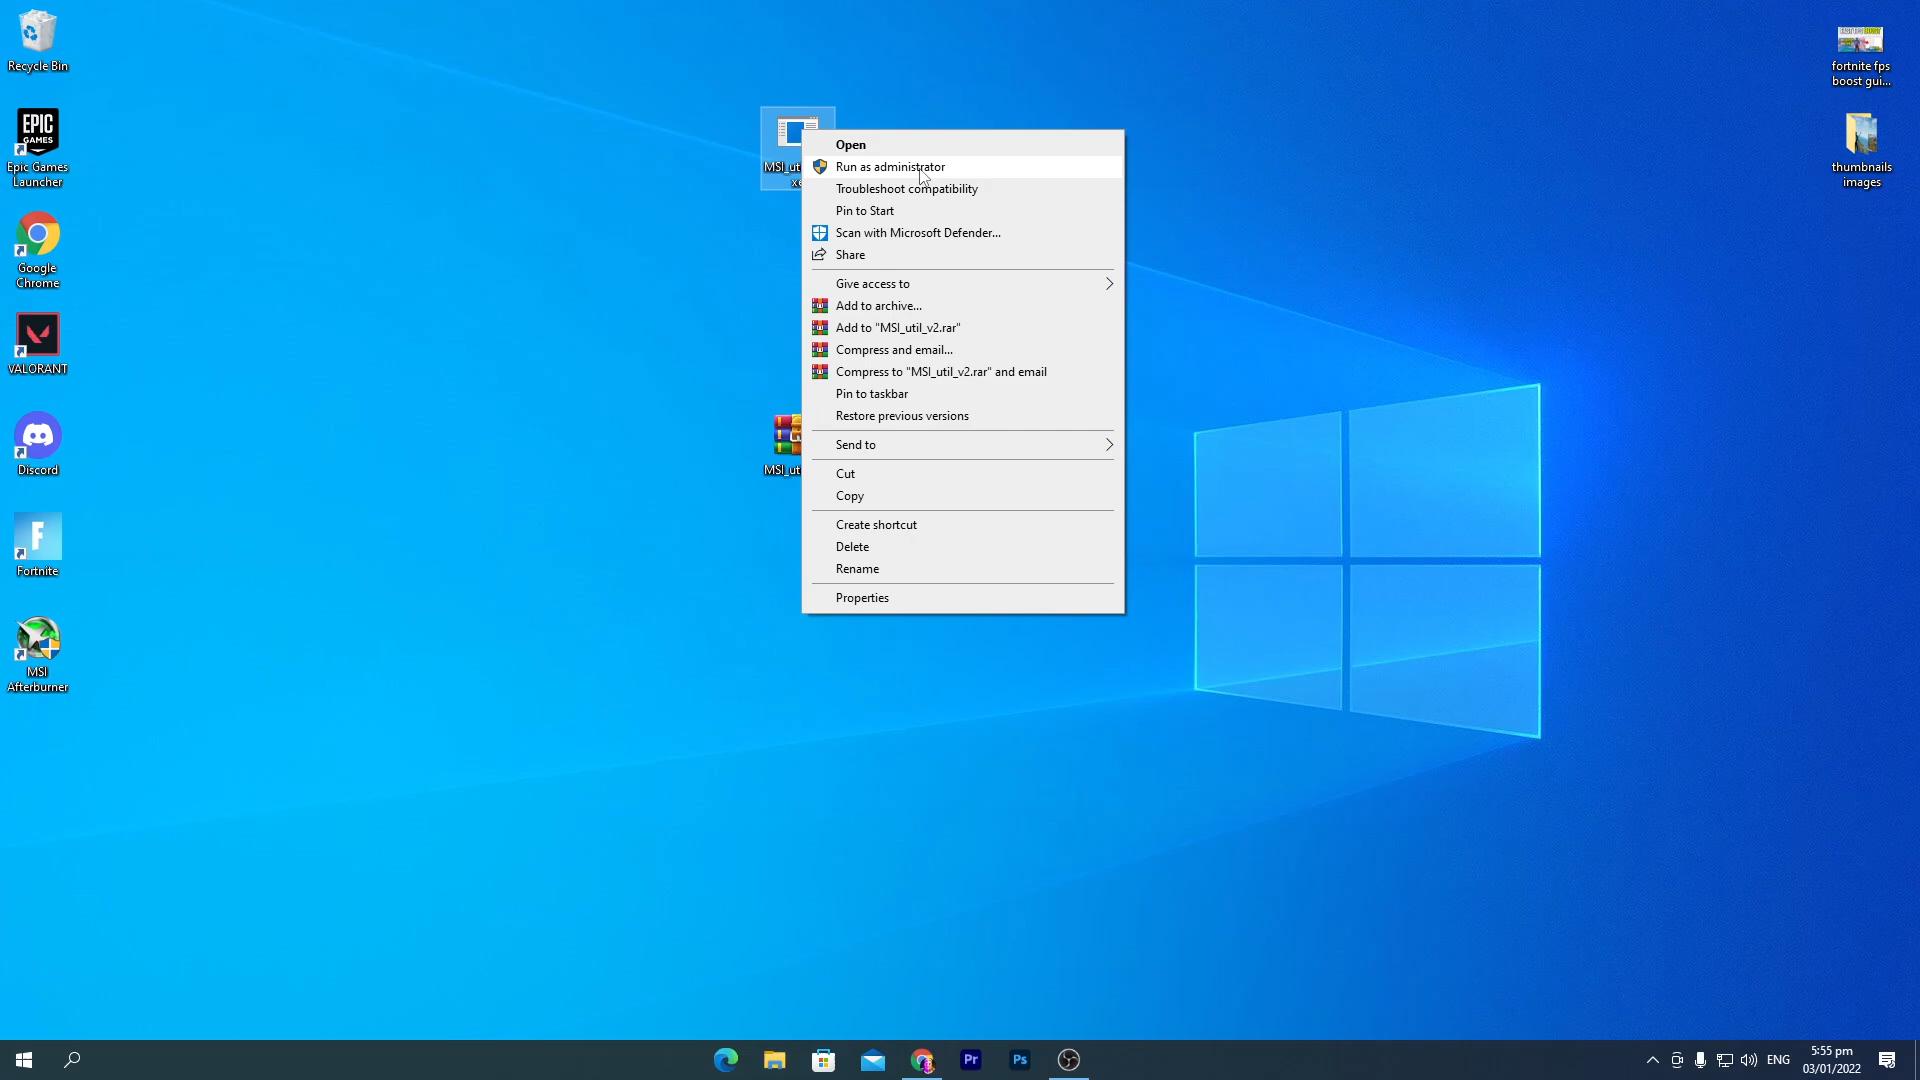 Recycle Bin
EPIC
GAMES
Epic Games
Launcher
Google
Chrome
VALORANT
Discord
Fortnite
MSI
Afterburner
MSI_ut
xe
MSI_ut
Open
Run as administrator
Troubleshoot compatibility
Pin to Start
Scan with Microsoft Defender...
Share
Give access to
Add to archive...
Add to "MSI_util_v2.rar"
Compress and email...
Compress to "MSI_util_v2.rar" and email
Pin to taskbar
Restore previous versions
Send to
Cut
Copy
Create shortcut
Delete
Rename
Properties
fortnite fps
boost gui...
thumbnails
images
Pr
Ps
ENG
5:55 pm
03/01/2022